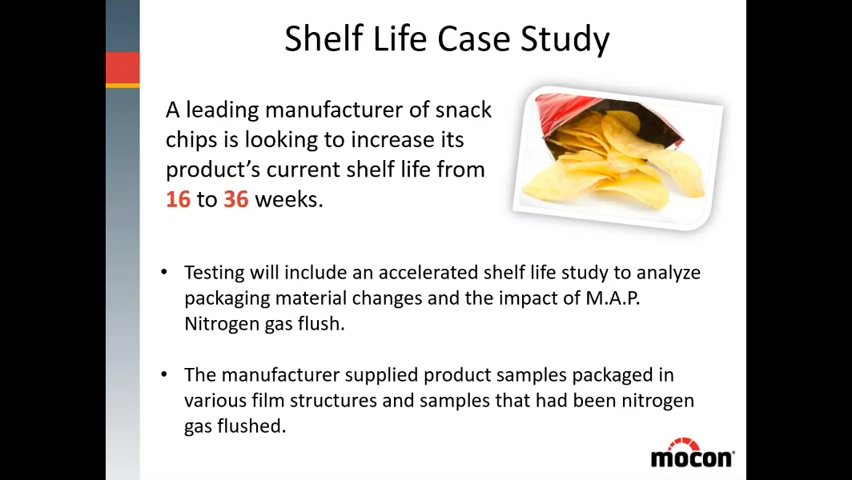 Shelf Life Case Study
A leading manufacturer of snack
chips is looking to increase its
product's current shelf life from
16 to 36 weeks.
• Testing will include an accelerated shelf life study to analyze
packaging material changes and the impact of M.A.P.
Nitrogen gas flush.
• The manufacturer supplied product samples packaged in
various film structures and samples that had been nitrogen
gas flushed.
mocon®